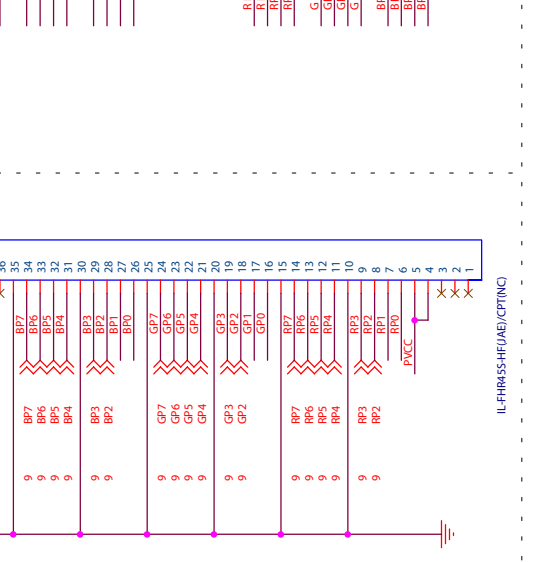 36 35 34 33 32 31 30 29 28 27 26 25 24 23 22 21 20 19 18 17 16 15 14 13 12 11 10 9 8 7 6 5 4 3 2 1
IL-FHR45S-HF(JAE)/CPT(NC)
BP7 BP6 BP5 BP4 BP3 BP2 BP1 BP0 GP7 GP6 GP5 GP4 GP3 GP2 GP1 GP0 RP7 RP6 RP5 RP4 RP3 RP2 RP1 RP0
PVCC
BP7 BP6 BP5 BP4 BP3 BP2 GP7 GP6 GP5 GP4 GP3 GP2 RP7 RP6 RP5 RP4 RP3 RP2
9 9 9 9 9 9 9 9 9 9 9 9 9 9 9 9 9 9